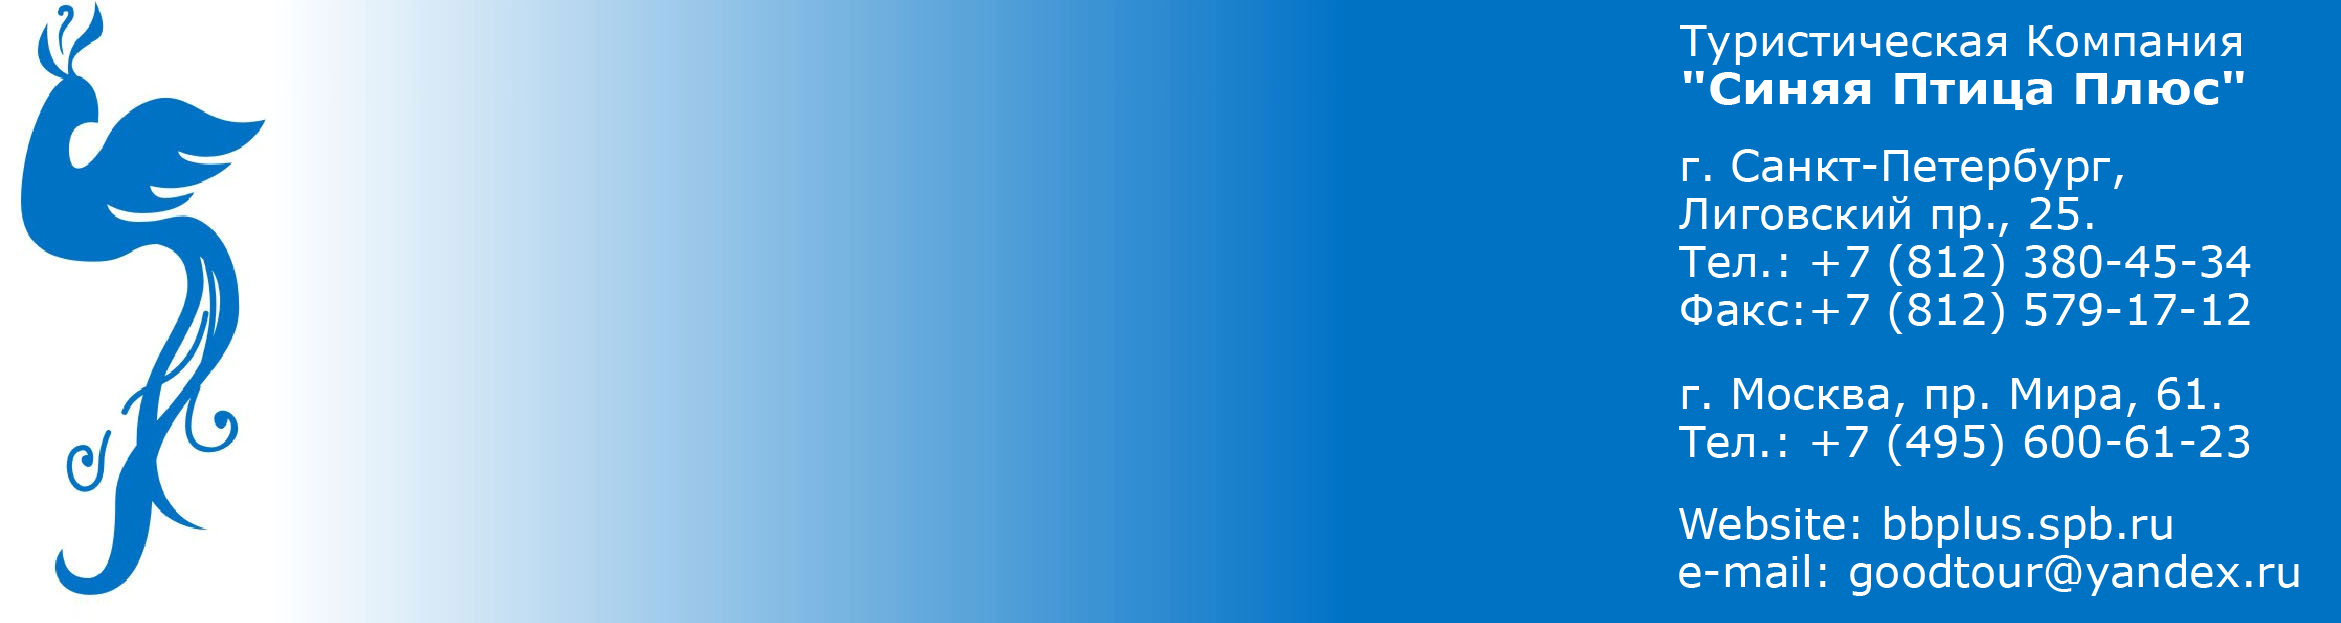 Туристическая Компания
"Синяя Птица Плюс"
г. Санкт-Петербург,
Лиговский пр., 25.
Тел.: +7 (812) 380-45-34
Факс:+7 (812) 579-17-12
г. Москва, пр. Мира, 61.
Тел.: +7 (495) 600-61-23
Website: bbplus.spb.ru
e-mail: goodtour@yandex.ru